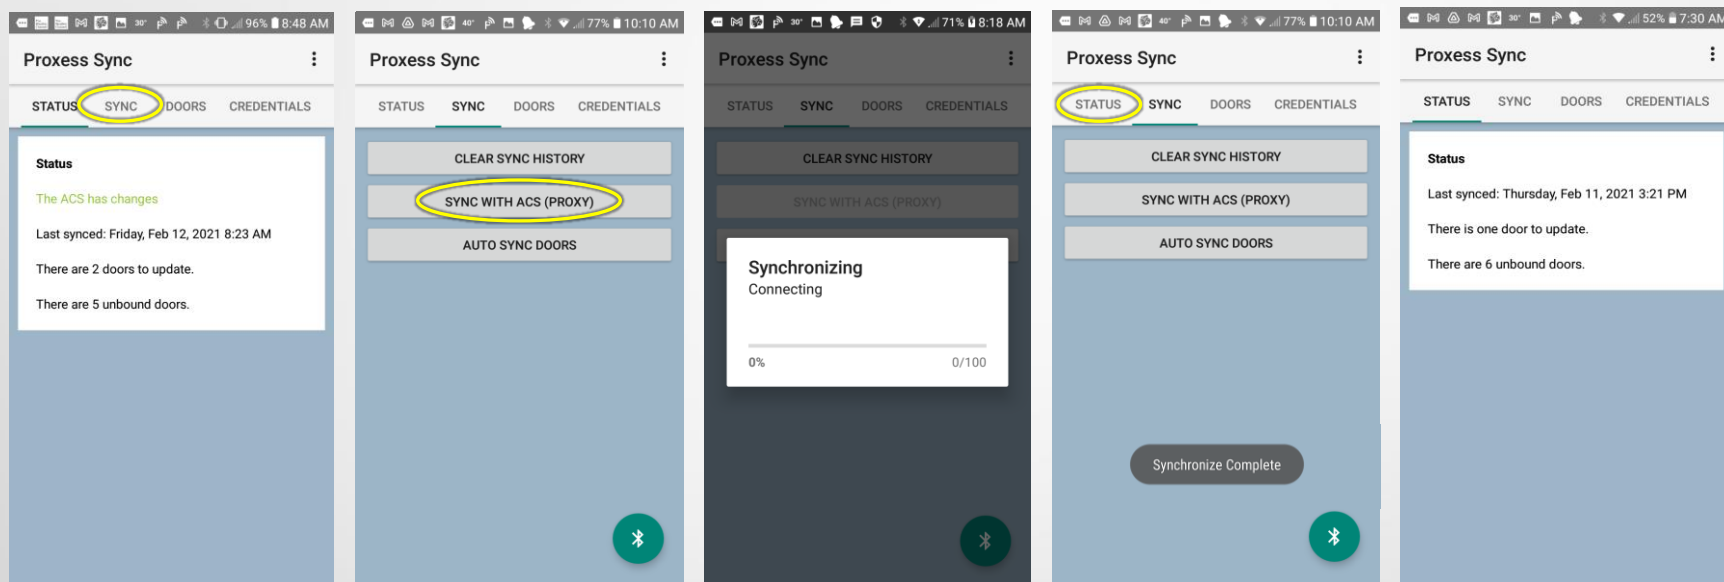 30° 96% 8:48 AM
Proxess Sync
STATUS SYNC DOORS CREDENTIALS
Status
The ACS has changes
Last synced: Friday, Feb 12, 2021 8:23 AM
There are 2 doors to update.
There are 5 unbound doors.
40° 77% 10:10 AM
Proxess Sync
STATUS SYNC DOORS CREDENTIALS
CLEAR SYNC HISTORY
SYNC WITH ACS (PROXY)
AUTO SYNC DOORS
30° 71% 8:18 AM
Proxess Sync
STATUS SYNC DOORS CREDENTIALS
CLEAR SYNC HISTORY
SYNC WITH ACS (PROXY)
Synchronizing
Connecting
0% 0/100
40° 77% 10:10 AM
Proxess Sync
STATUS SYNC DOORS CREDENTIALS
CLEAR SYNC HISTORY
SYNC WITH ACS (PROXY)
AUTO SYNC DOORS
Synchronize Complete
30° 52% 7:30 AM
Proxess Sync
STATUS SYNC DOORS CREDENTIALS
Status
Last synced: Thursday, Feb 11, 2021 3:21 PM
There is one door to update.
There are 6 unbound doors.